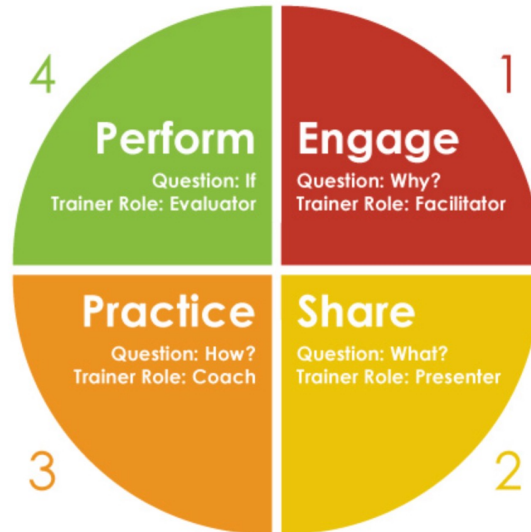 4
Perform
Question: If
Trainer Role: Evaluator
1
Engage
Question: Why?
Trainer Role: Facilitator
Practice
Question: How?
Trainer Role: Coach
3
Share
Question: What?
Trainer Role: Presenter
2